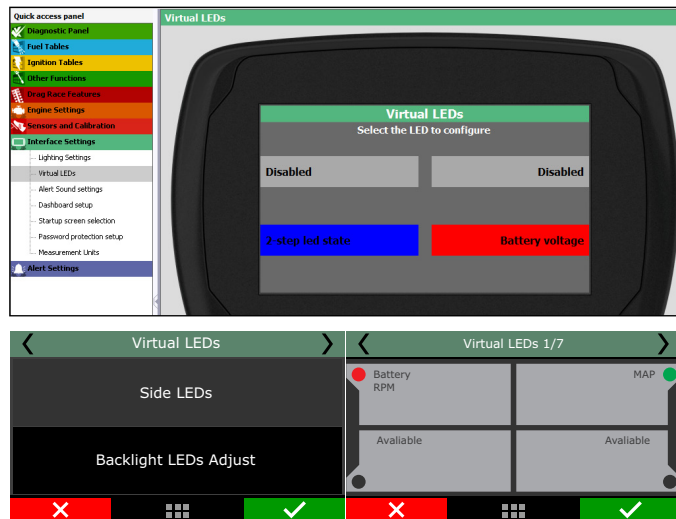 Quick access panel
Diagnostic Panel
Fuel Tables
Ignition Tables
Other Functions
Drag Race Features
Engine Settings
Sensors and Calibration
Interface Settings
Lighting Settings
Virtual LEDs
Alert Sound settings
Dashboard setup
Startup screen selection
Password protection setup
Measurement Units
Alert Settings
Virtual LEDs
Virtual LEDs
Select the LED to configure
Disabled
Disabled
2-step led state
Battery voltage
Virtual LEDs
Side LEDs
Backlight LEDs Adjust
Virtual LEDs 1/7
Battery
RPM
MAP
Avaliable
Avaliable